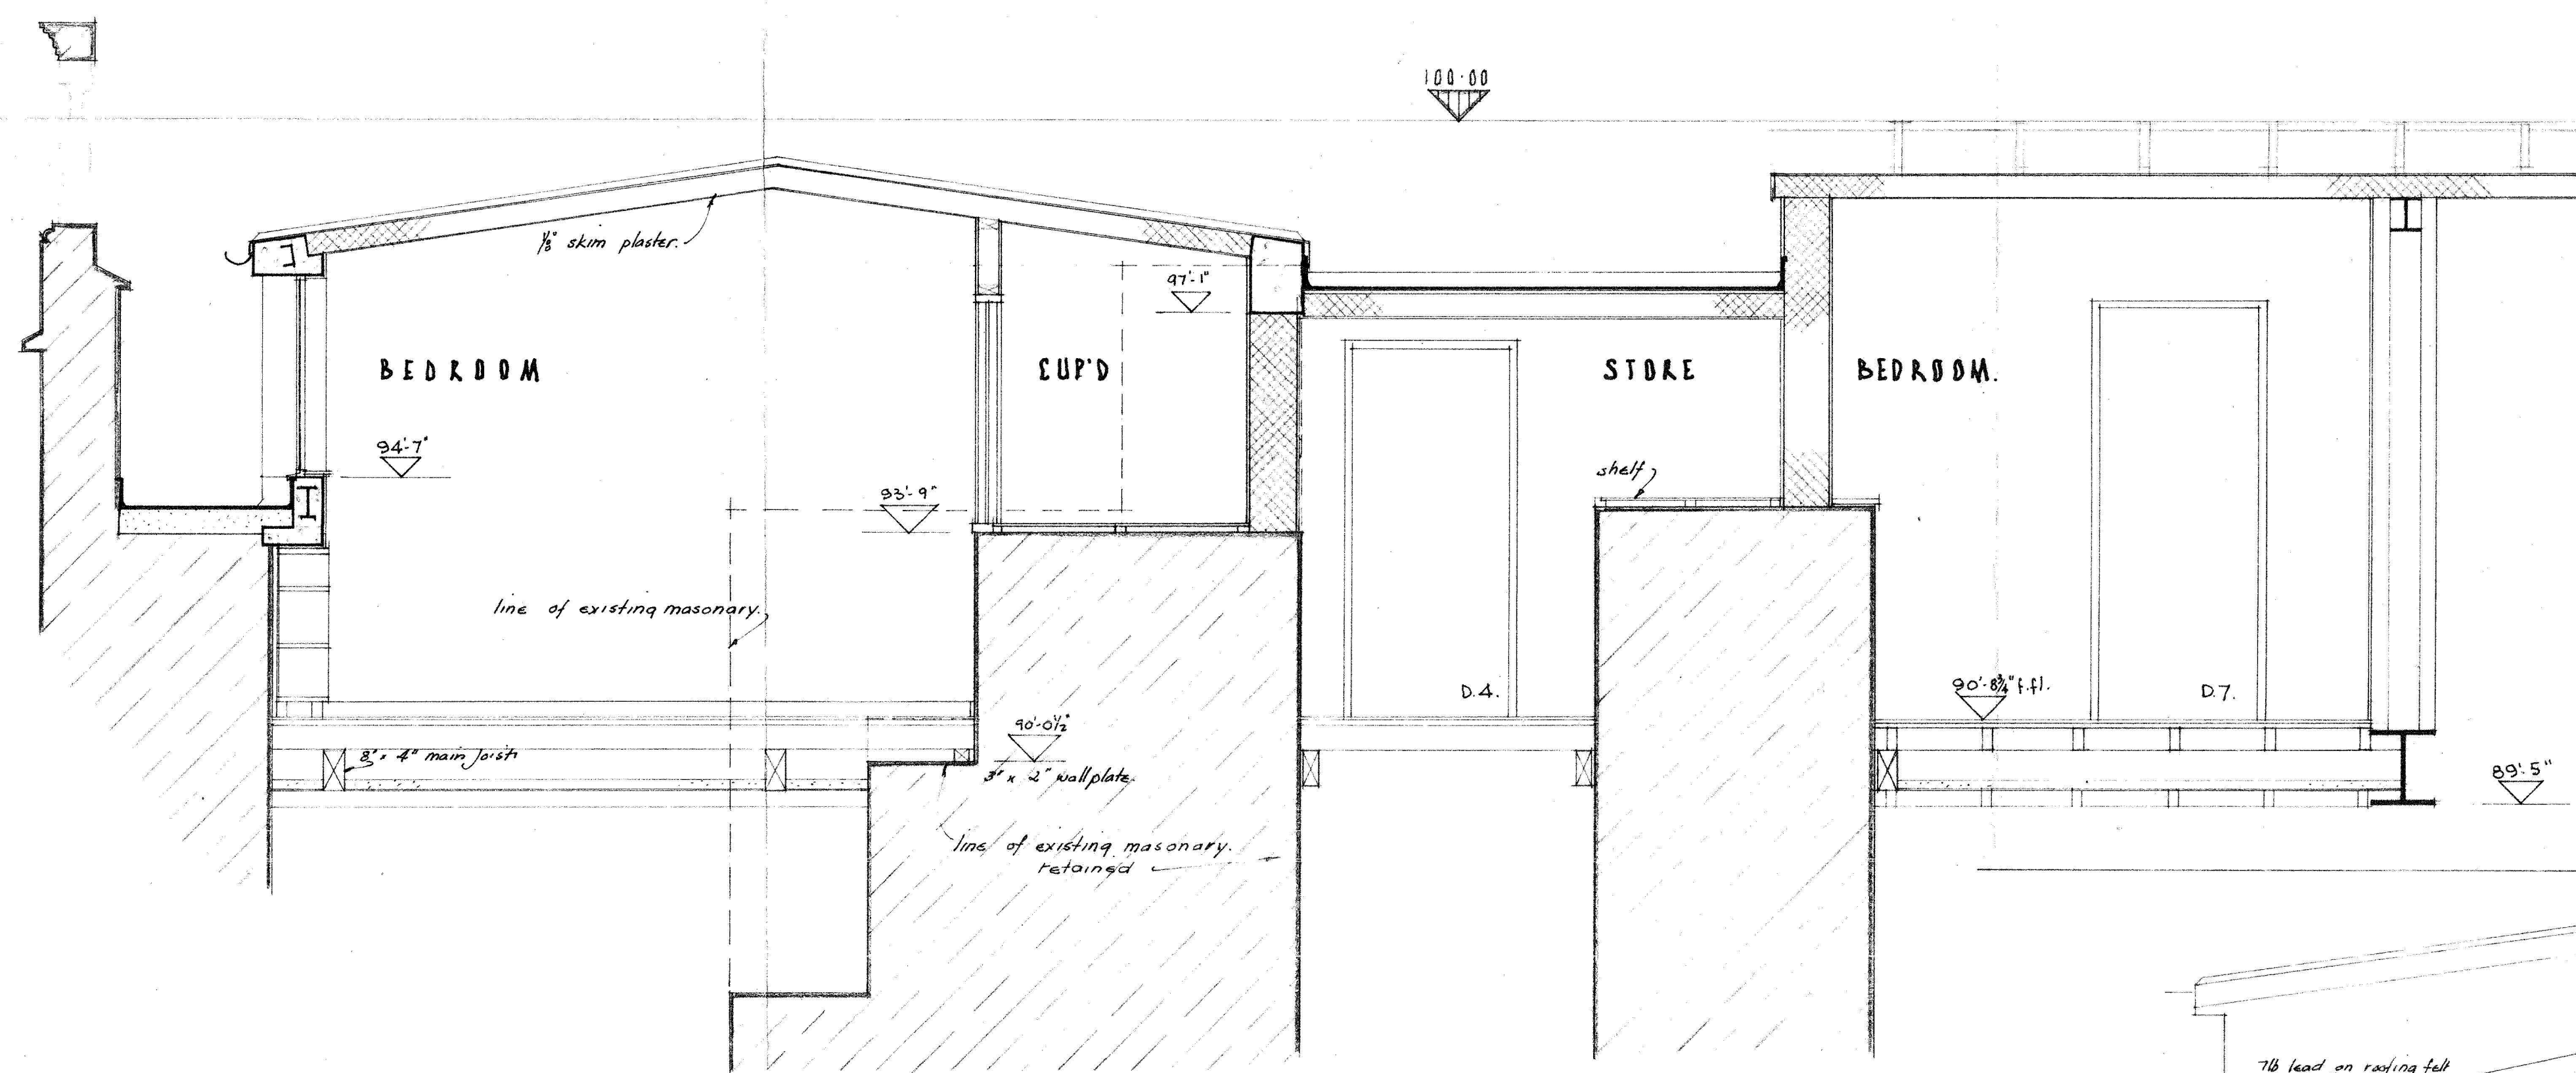 100·00
⅛" skim plaster.
97'-1"
BEDROOM
CUP'D
STORE
BEDROOM.
94'-7"
93'-9"
shelf
line of existing masonary.
D.4.
90'-8¾" f.fl.
D.7.
90'-0½"
8" x 4" main joists
3" x 2" wall plate.
89'-5"
line of existing masonary.
retained
7lb lead on roofing felt